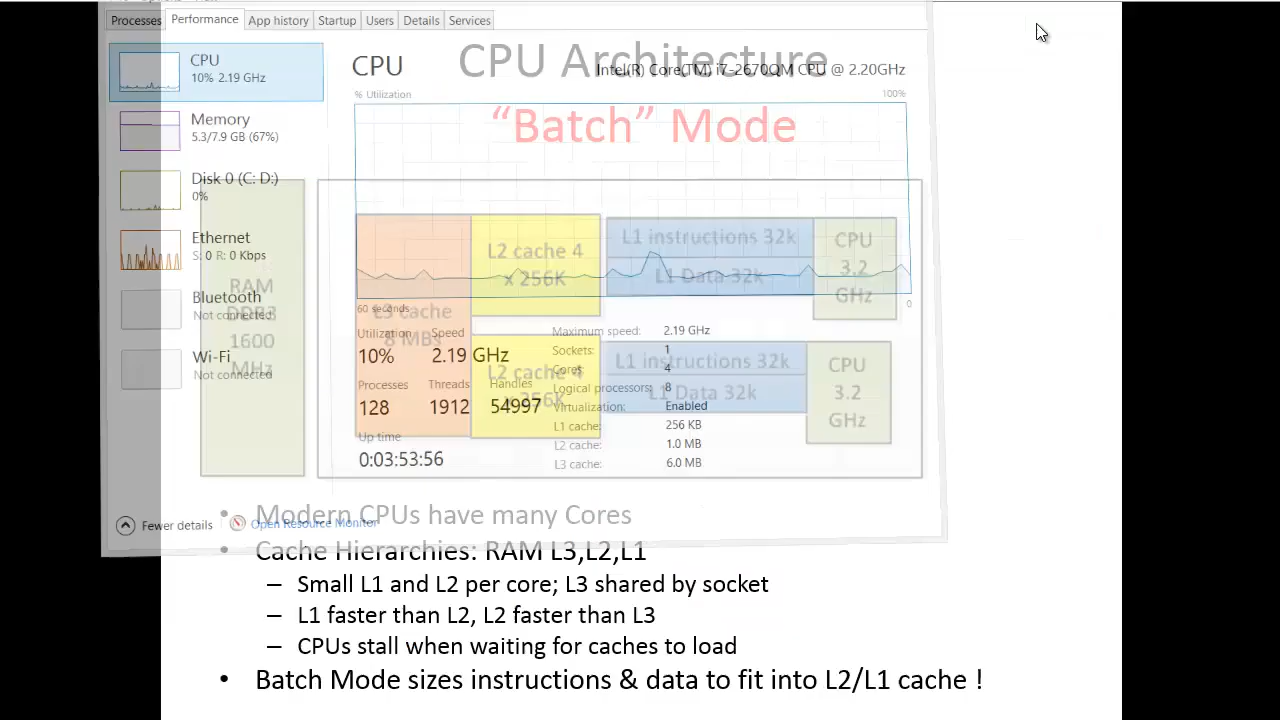 Processes Performance App history Startup Users Details Services
CPU
10% 2.19 GHz
Memory
5.3/7.9 GB (67%)
Disk 0 (C: D:)
0%
Ethernet
S: 0 R: 0 Kbps
Bluetooth
Not connected
Wi-Fi
Not connected
CPU
Intel(R) Core(TM) i7-2670QM CPU @ 2.20GHz
% Utilization 100%
60 seconds 0
Utilization Speed
10% 2.19 GHz
Processes Threads Handles
128 1912 54997
Up time
0:03:53:56
Maximum speed: 2.19 GHz
Sockets: 1
Cores: 4
Logical processors: 8
Virtualization: Enabled
L1 cache: 256 KB
L2 cache: 1.0 MB
L3 cache: 6.0 MB
Fewer details Open Resource Monitor
CPU Architecture
“Batch” Mode
RAM
DDR3
1600
MHz
L3 cache
8 MBs
L2 cache 4
x 256K
L1 instructions 32k
L1 Data 32k
CPU
3.2
GHz
L2 cache 4
x 256K
L1 instructions 32k
L1 Data 32k
CPU
3.2
GHz
• Modern CPUs have many Cores
• Cache Hierarchies: RAM L3,L2,L1
– Small L1 and L2 per core; L3 shared by socket
– L1 faster than L2, L2 faster than L3
– CPUs stall when waiting for caches to load
• Batch Mode sizes instructions & data to fit into L2/L1 cache !